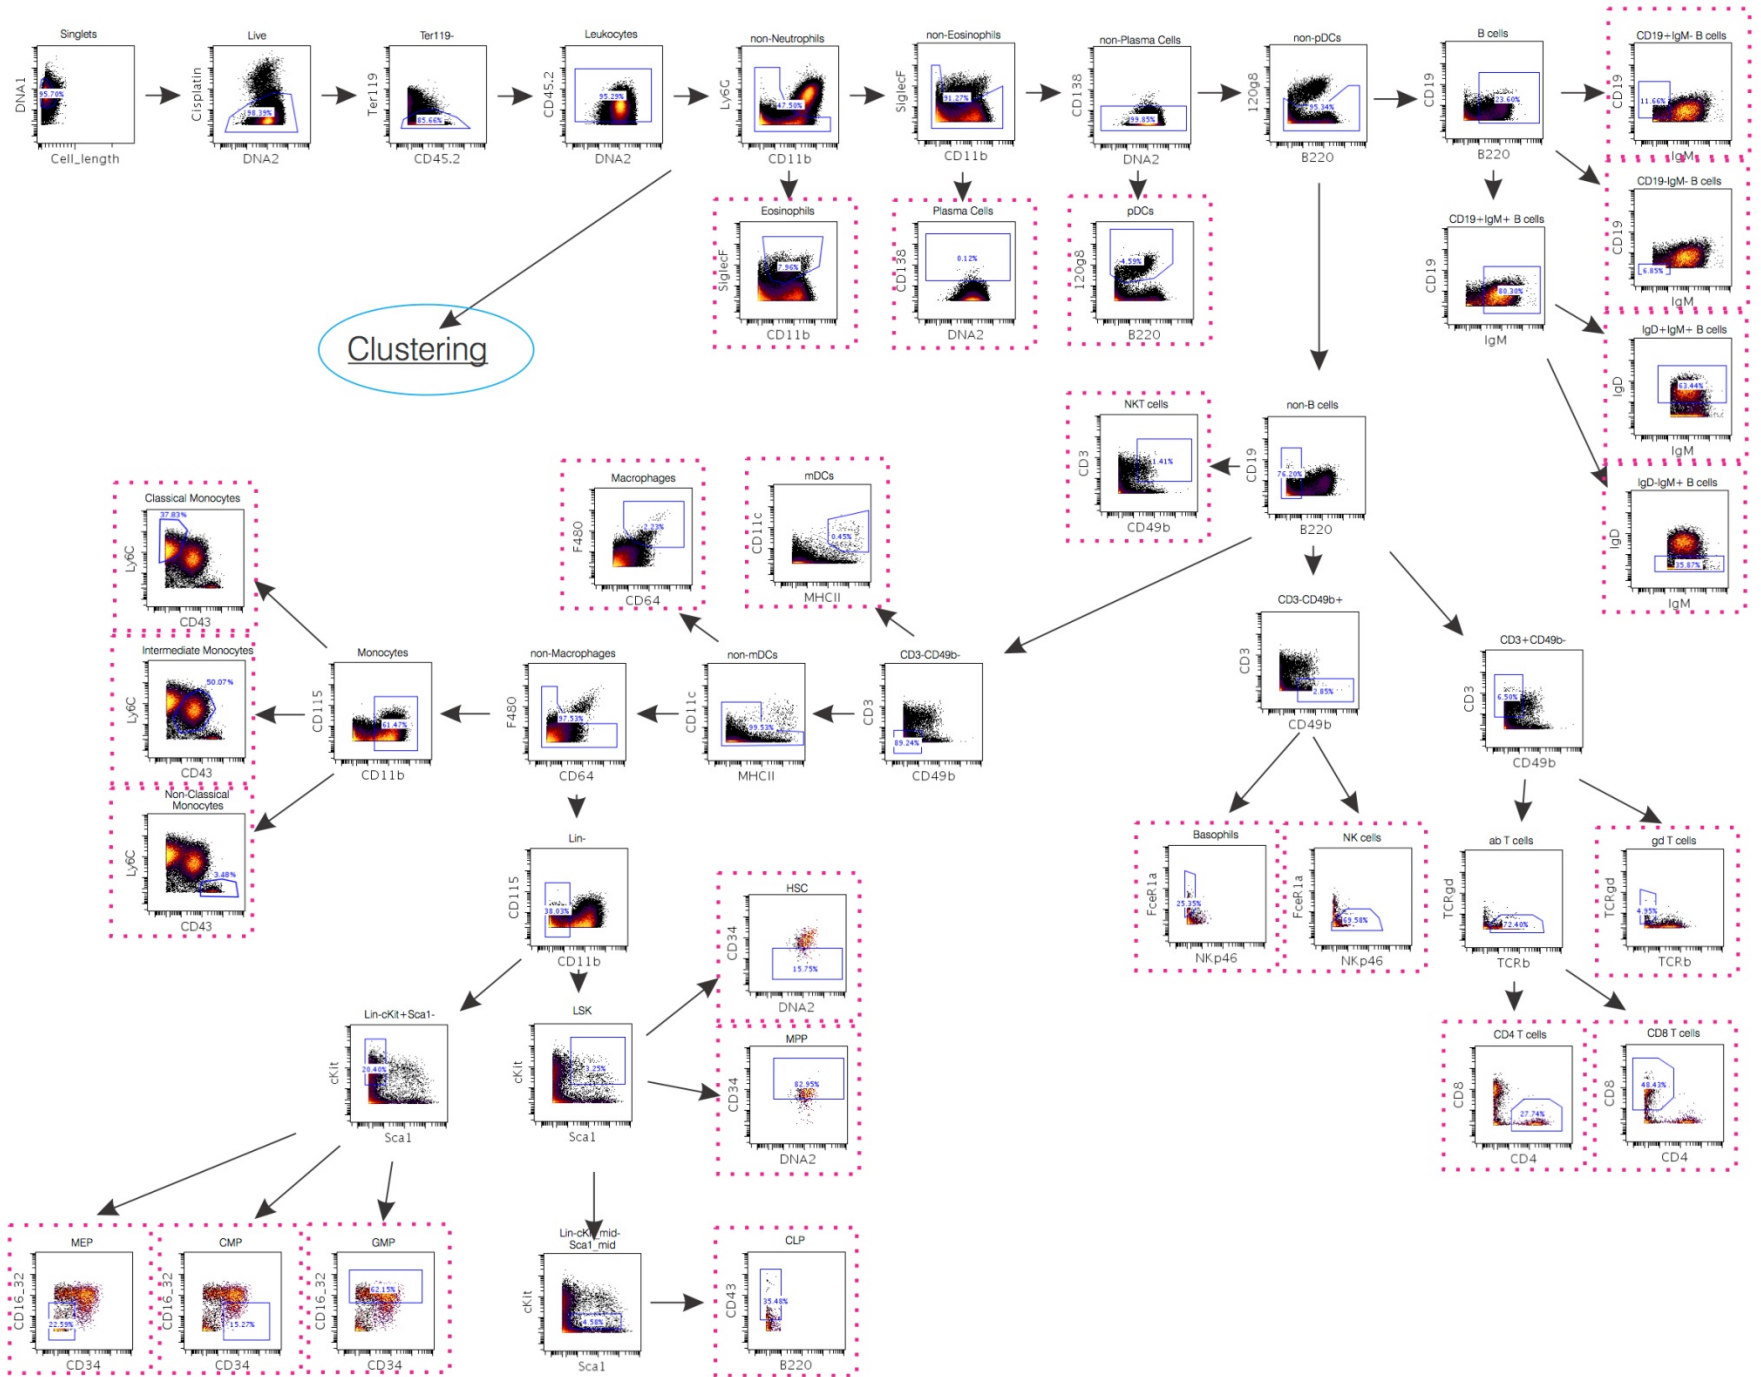 Singlets
DNA1
95.70%
Cell_length
Live
Cisplatin
98.39%
DNA2
Ter119-
Ter119
85.66%
CD45.2
Leukocytes
CD45.2
95.29%
DNA2
non-Neutrophils
Ly6G
47.58%
CD11b
non-Eosinophils
SiglecF
91.27%
CD11b
non-Plasma Cells
CD138
99.85%
DNA2
non-pDCs
120g8
95.34%
B220
B cells
CD19
23.60%
B220
CD19+IgM- B cells
CD19
11.66%
IgM
CD19-IgM- B cells
CD19
6.85%
IgM
Eosinophils
SiglecF
7.96%
CD11b
Plasma Cells
CD138
0.12%
DNA2
pDCs
120g8
4.59%
B220
CD19+IgM+ B cells
CD19
80.30%
IgM
IgD+IgM+ B cells
IgD
63.44%
IgM
IgD-IgM+ B cells
IgD
35.87%
IgM
Clustering
NKT cells
CD3
1.41%
CD49b
non-B cells
CD19
76.20%
B220
Macrophages
F480
2.23%
CD64
mDCs
CD11c
0.45%
MHCII
Classical Monocytes
37.83%
Ly6C
CD43
Intermediate Monocytes
50.07%
Ly6C
CD43
Non-Classical
Monocytes
Ly6C
3.48%
CD43
Monocytes
CD115
61.47%
CD11b
non-Macrophages
F480
97.53%
CD64
non-mDCs
CD11c
99.53%
MHCII
CD3-CD49b-
CD3
89.24%
CD49b
CD3-CD49b+
CD3
2.85%
CD49b
CD3+CD49b-
CD3
6.50%
CD49b
Lin-
CD115
38.03%
CD11b
Basophils
FceR1a
25.35%
NKp46
NK cells
FceR1a
69.58%
NKp46
ab T cells
TCRgd
72.40%
TCRb
gd T cells
TCRgd
4.95%
TCRb
HSC
CD34
15.75%
DNA2
MPP
CD34
82.95%
DNA2
Lin-cKit+Sca1-
cKit
20.40%
Sca1
LSK
cKit
3.25%
Sca1
CD4 T cells
CD8
27.74%
CD4
CD8 T cells
CD8
48.43%
CD4
MEP
CD16_32
22.59%
CD34
CMP
CD16_32
15.27%
CD34
GMP
CD16_32
62.15%
CD34
Lin-cKit_mid-
Sca1_mid
cKit
4.58%
Sca1
CLP
CD43
35.48%
B220